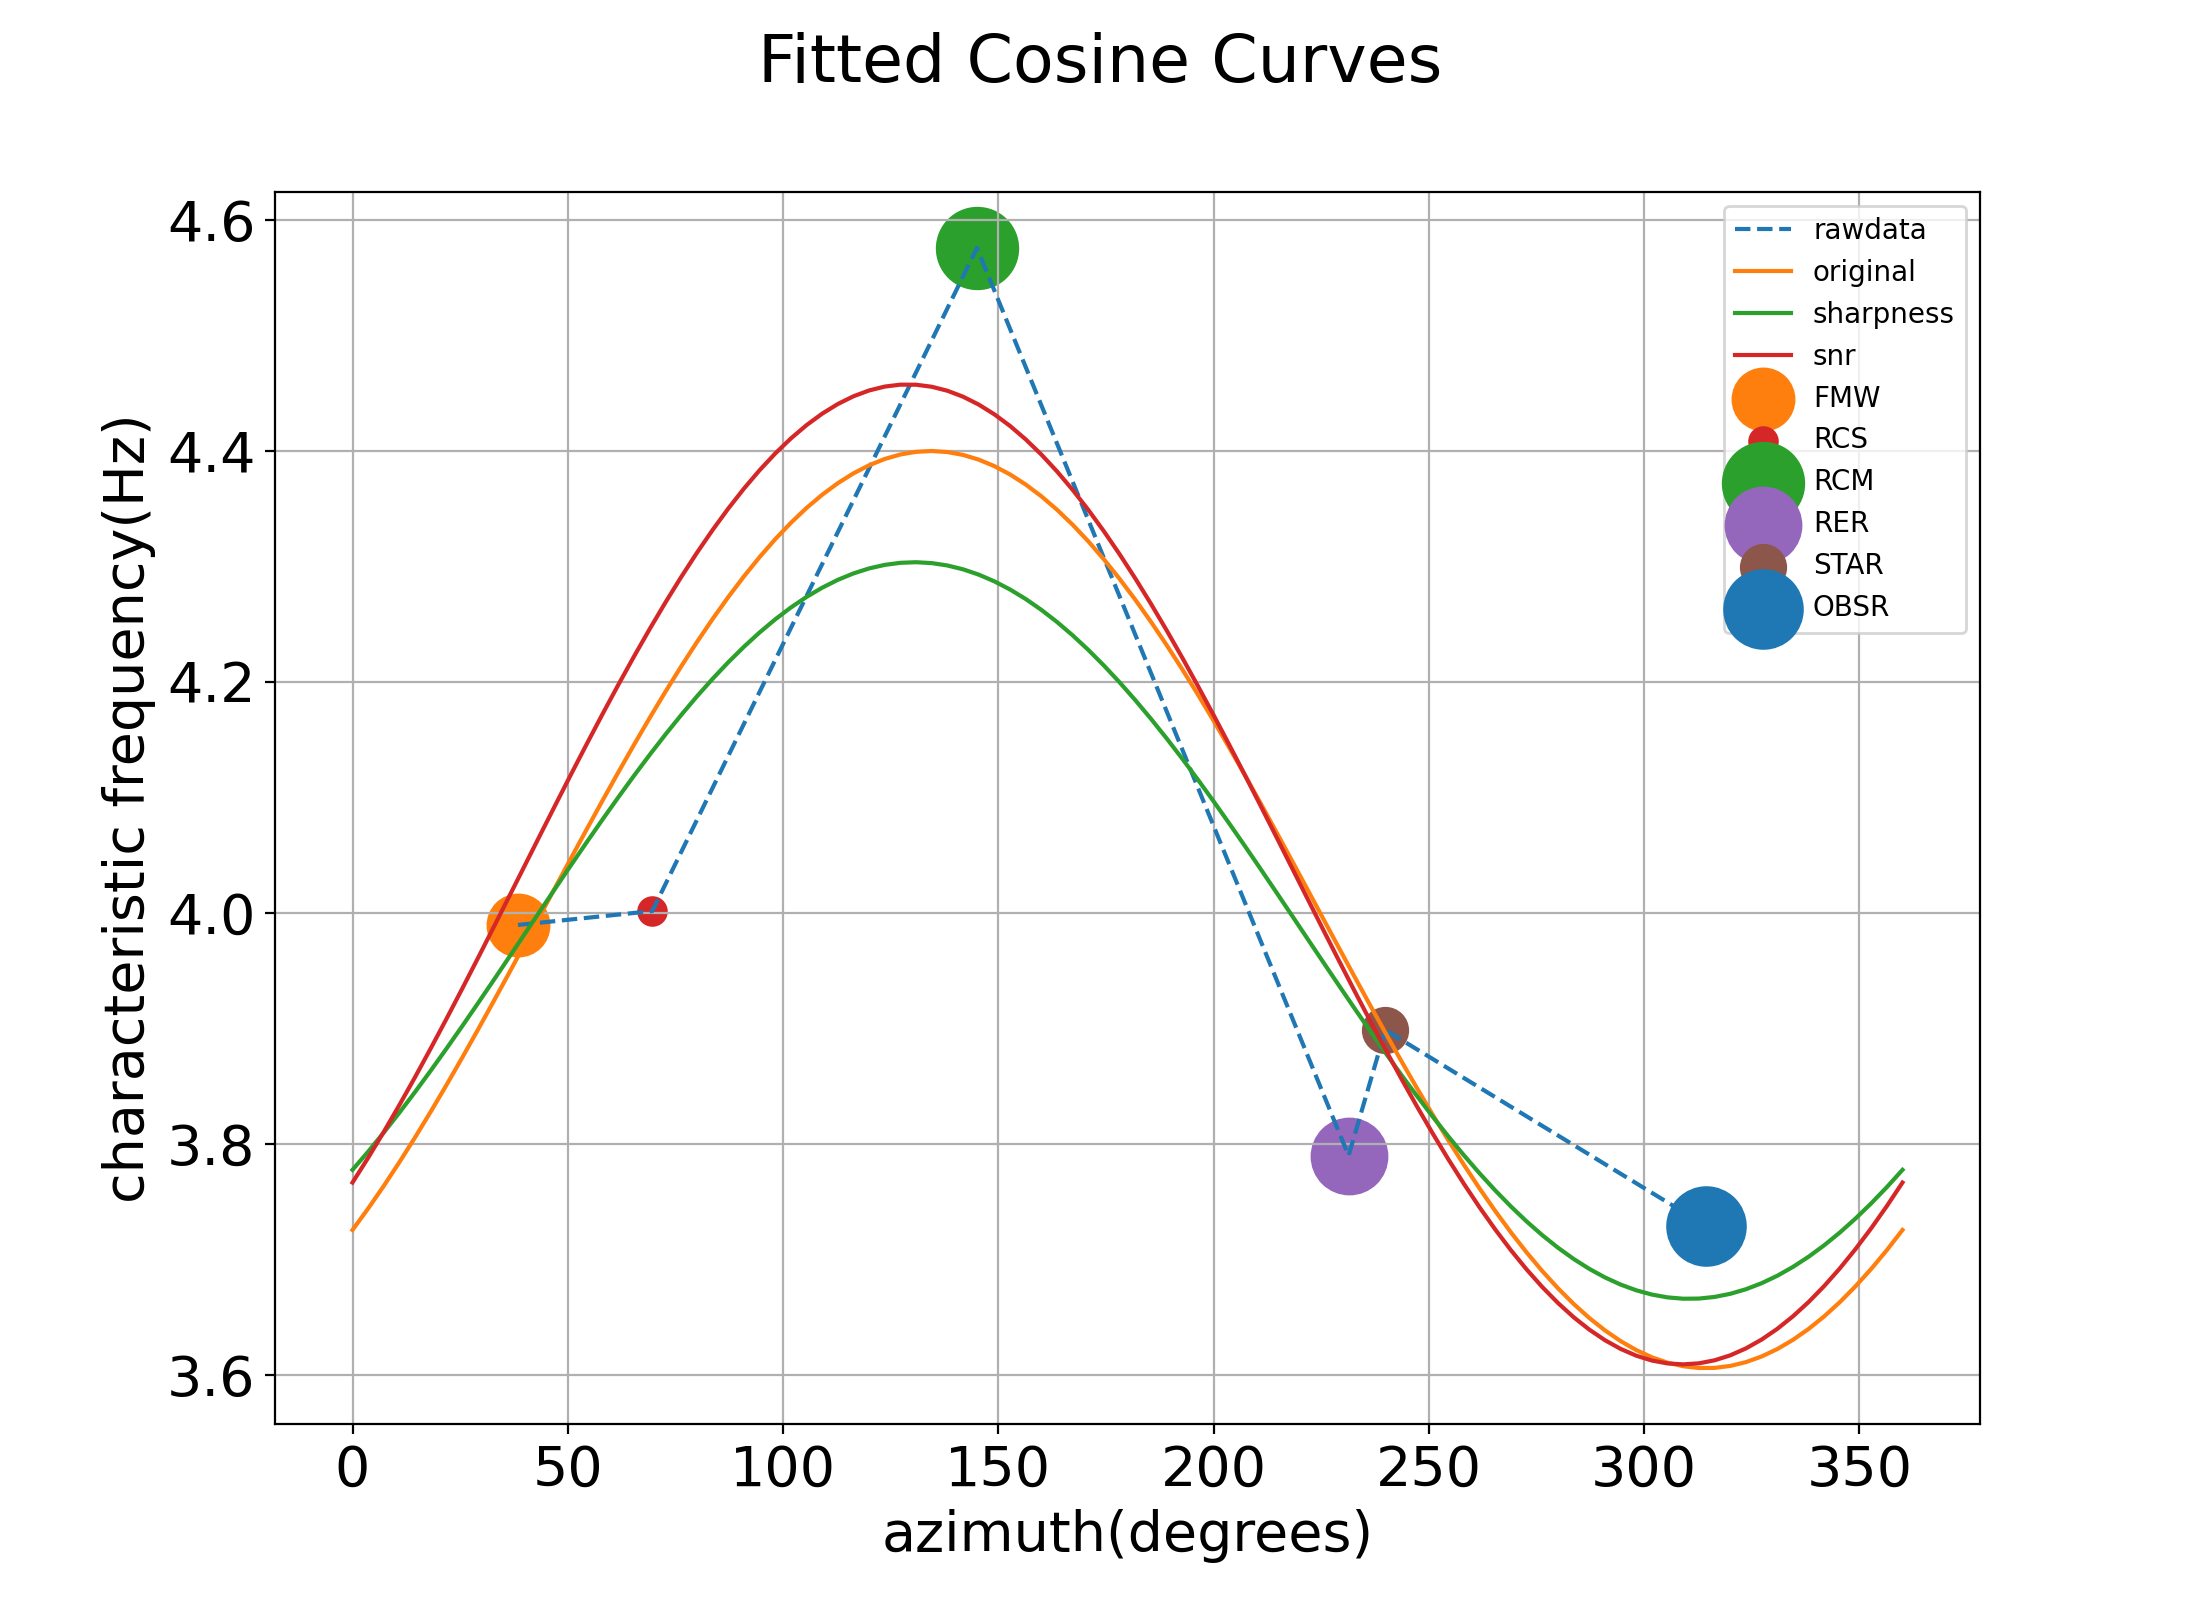 Fitted Cosine Curves
characteristic frequency(Hz)
4.6
4.4
4.2
4.0
3.8
3.6
rawdata
original
sharpness
snr
FMW
RCS
RCM
RER
STAR
OBSR
0 50 100 150 200 250 300 350
azimuth(degrees)